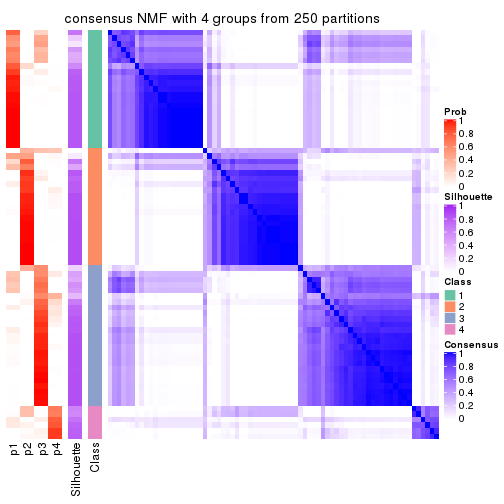 consensus NMF with 4 groups from 250 partitions
Prob
1
0.8
0.6
0.4
0.2
0
Silhouette
1
0.8
0.6
0.4
0.2
0
Class
1
2
3
4
Consensus
1
0.8
0.6
0.4
0.2
0
p1
p2
p3
p4
Silhouette
Class